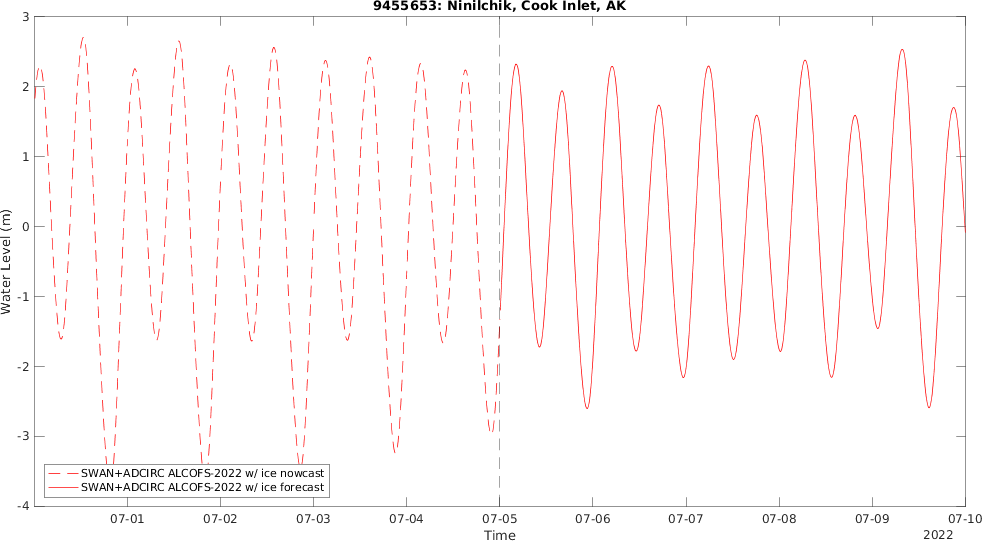 9455653: Ninilchik, Cook Inlet, AK
3
2
1
0
-1
-2
-3
-4
Water Level (m)
SWAN+ADCIRC ALCOFS-2022 w/ ice nowcast
SWAN+ADCIRC ALCOFS-2022 w/ ice forecast
07-01 07-02 07-03 07-04 07-05 07-06 07-07 07-08 07-09 07-10
Time
2022